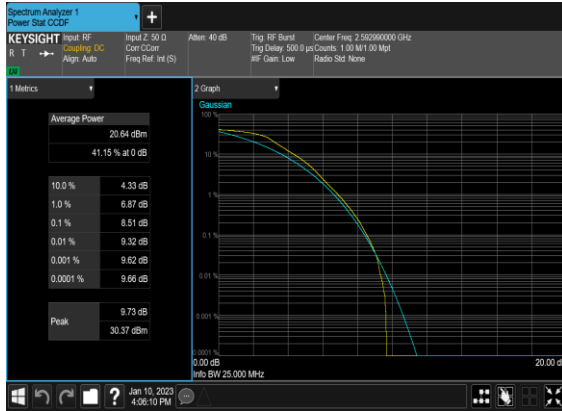 Spectrum Analyzer 1
Power Stat CCDF
KEYSIGHT Input: RF Input Z: 50 Ω Atten: 40 dB Trig: RF Burst Center Freq: 2.592990000 GHz
R T Coupling: DC Corr CCorr Trig Delay: 500.0 µs Counts: 1.00 M/1.00 Mpt
Align: Auto Freq Ref: Int (S) #IF Gain: Low Radio Std: None
LU
1 Metrics
2 Graph
Average Power
20.64 dBm
41.15 % at 0 dB
10.0 % 4.33 dB
1.0 % 6.87 dB
0.1 % 8.51 dB
0.01 % 9.32 dB
0.001 % 9.62 dB
0.0001 % 9.66 dB
Peak 9.73 dB
30.37 dBm
Gaussian
100 %
10 %
1 %
0.1 %
0.01 %
0.001 %
0.0001 %
0.00 dB 20.00 d
Info BW 25.000 MHz
Jan 10, 2023
4:06:10 PM